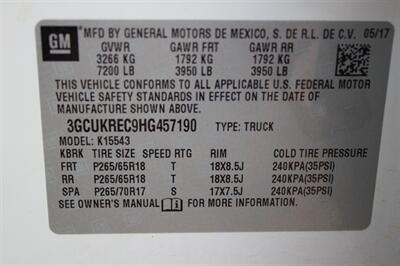 GM
*MFD BY GENERAL MOTORS DE MEXICO, S. DE R.L. DE C.V. 05/17
GVWR GAWR FRT GAWR RR
3266 KG 1792 KG 1792 KG
7200 LB 3950 LB 3950 LB
THIS VEHICLE CONFORMS TO ALL APPLICABLE U.S. FEDERAL MOTOR
VEHICLE SAFETY STANDARDS IN EFFECT ON THE DATE OF
MANUFACTURE SHOWN ABOVE.
3GCUKREC9HG457190 TYPE: TRUCK
MODEL: K15543
KBRK TIRE SIZE SPEED RTG RIM COLD TIRE PRESSURE
FRT P265/65R18 T 18X8.5J 240KPA(35PSI)
RR P265/65R18 T 18X8.5J 240KPA(35PSI)
SPA P265/70R17 S 17X7.5J 240KPA(35PSI)
SEE OWNER'S MANUAL FOR MORE INFORMATION.